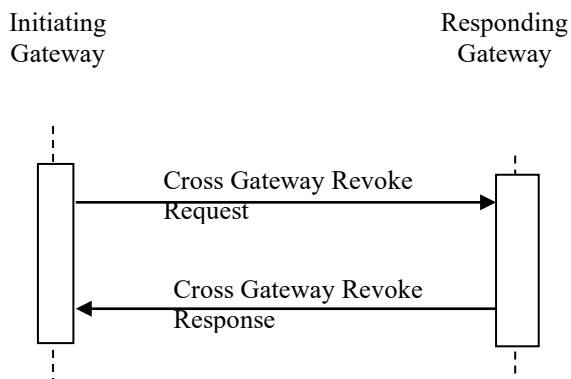 Initiating
Gateway
Responding
Gateway
Cross Gateway Revoke
Request
Cross Gateway Revoke
Response